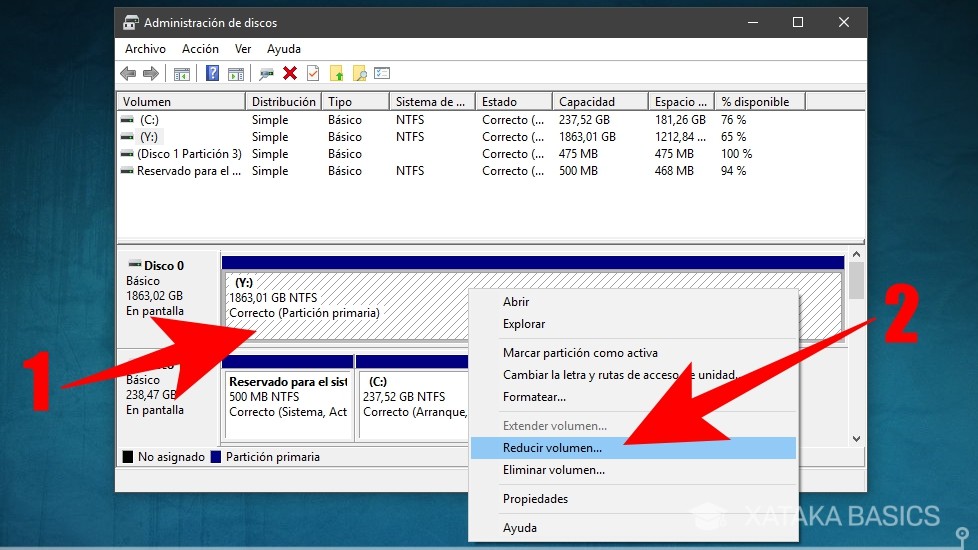 Administración de discos
Archivo Acción Ver Ayuda
Volumen Distribución Tipo Sistema de ... Estado Capacidad Espacio ... % disponible
(C:) Simple Básico NTFS Correcto (... 237,52 GB 181,26 GB 76 %
(Y:) Simple Básico NTFS Correcto (... 1863,01 GB 1212,84 ... 65 %
(Disco 1 Partición 3) Simple Básico Correcto (... 475 MB 475 MB 100 %
Reservado para el ... Simple Básico NTFS Correcto (... 500 MB 468 MB 94 %
Disco 0
Básico
1863,02 GB
En pantalla
(Y:)
1863,01 GB NTFS
Correcto (Partición primaria)
1
2
Básico
238,47 GB
En pantalla
Reservado para el sist
500 MB NTFS
Correcto (Sistema, Act
(C:)
237,52 GB NTFS
Correcto (Arranque,
No asignado Partición primaria
Abrir
Explorar
Marcar partición como activa
Cambiar la letra y rutas de acceso de unidad...
Formatear...
Extender volumen...
Reducir volumen...
Eliminar volumen...
Propiedades
Ayuda
XATAKA BASICS